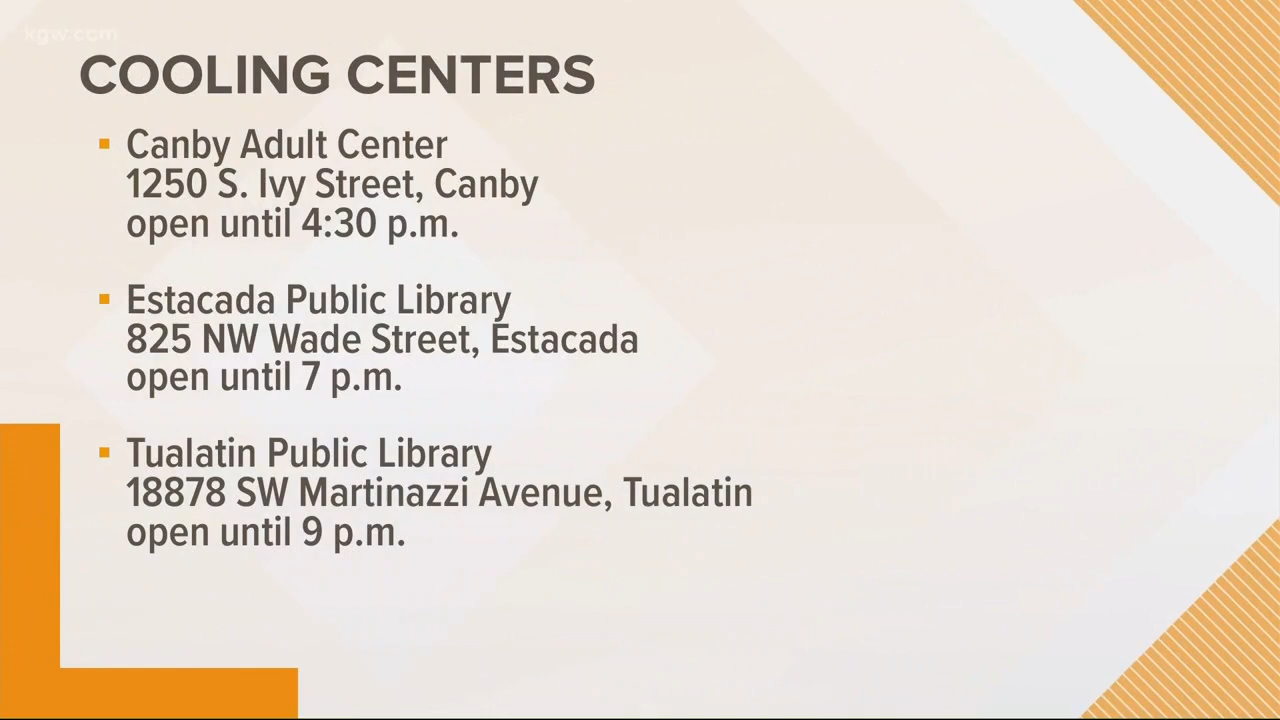 kgw.com
COOLING CENTERS
▪ Canby Adult Center
1250 S. Ivy Street, Canby
open until 4:30 p.m.
▪ Estacada Public Library
825 NW Wade Street, Estacada
open until 7 p.m.
▪ Tualatin Public Library
18878 SW Martinazzi Avenue, Tualatin
open until 9 p.m.